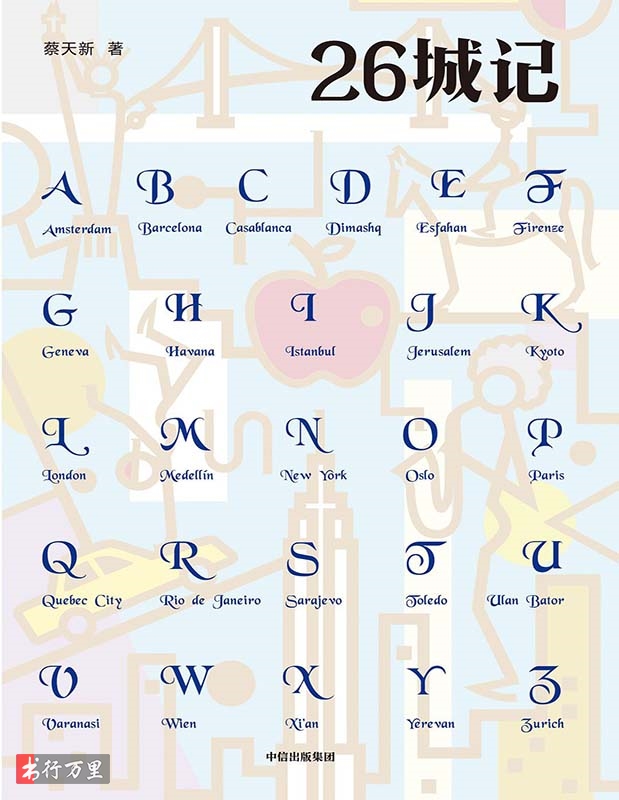 蔡天新 著
26城记
A B C D E F
Amsterdam Barcelona Casablanca Dimashq Esfahan Firenze
G H I J K
Geneva Havana Istanbul Jerusalem Kyoto
L M N O P
London Medellín New York Oslo Paris
Q R S T U
Quebec City Rio de Janeiro Sarajevo Toledo Ulan Bator
V W X Y Z
Varanasi Wien Xi'an Yerevan Zurich
中信出版集团
书行万里